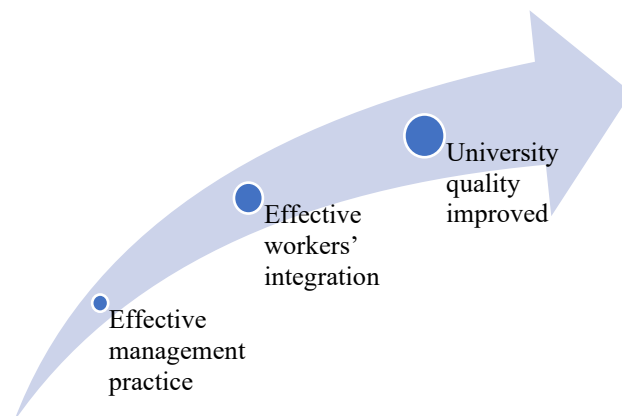 University
quality
improved
Effective
workers’
integration
Effective
management
practice